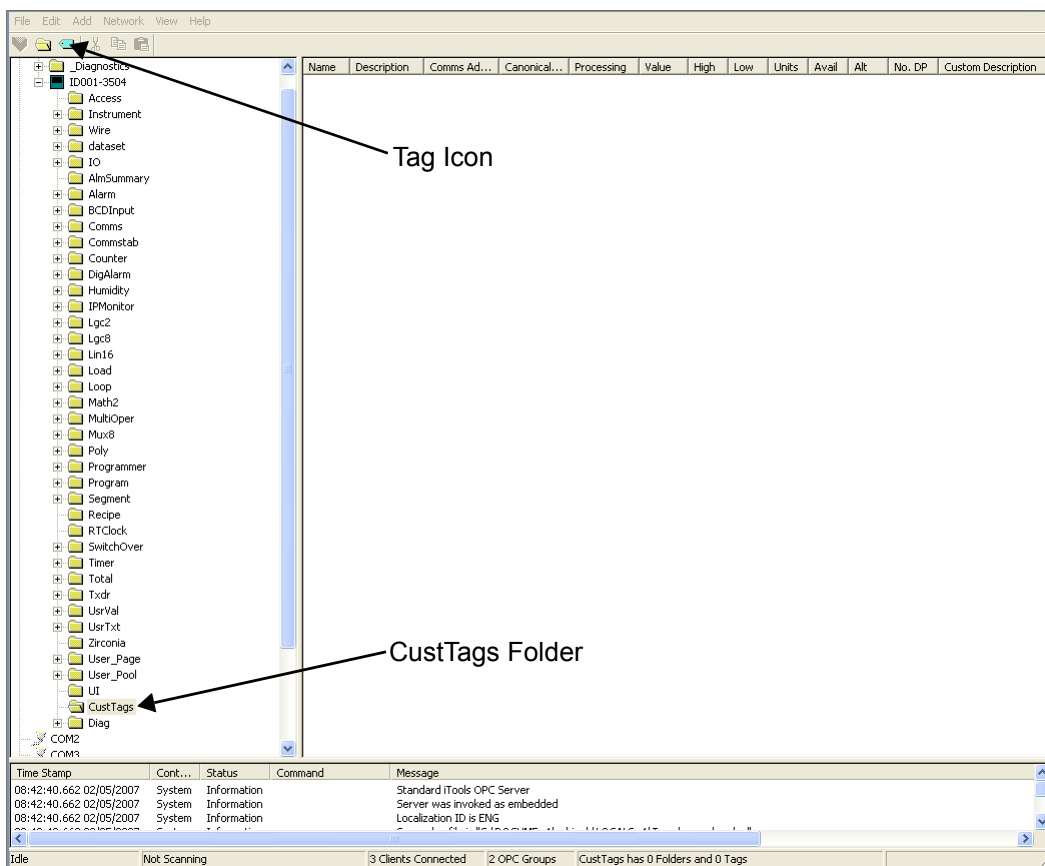 File Edit Add Network View Help
Name Description Comms Ad... Canonical... Processing Value High Low Units Avail Alt No. DP Custom Description
_Diagnostics
ID001-3504
Access
Instrument
Wire
dataset
IO
AlmSummary
Alarm
BCDInput
Comms
Commstab
Counter
DigAlarm
Humidity
IPMonitor
Lgc2
Lgc8
Lin16
Load
Loop
Math2
MultiOper
Mux8
Poly
Programmer
Program
Segment
Recipe
RTClock
SwitchOver
Timer
Total
Txdr
UsrVal
UsrTxt
Zirconia
User_Page
User_Pool
UI
CustTags
Diag
COM2
COM3
Tag Icon
CustTags Folder
Time Stamp Cont... Status Command Message
08:42:40.662 02/05/2007 System Information Standard iTools OPC Server
08:42:40.662 02/05/2007 System Information Server was invoked as embedded
08:42:40.662 02/05/2007 System Information Localization ID is ENG
Idle Not Scanning 3 Clients Connected 2 OPC Groups CustTags has 0 Folders and 0 Tags